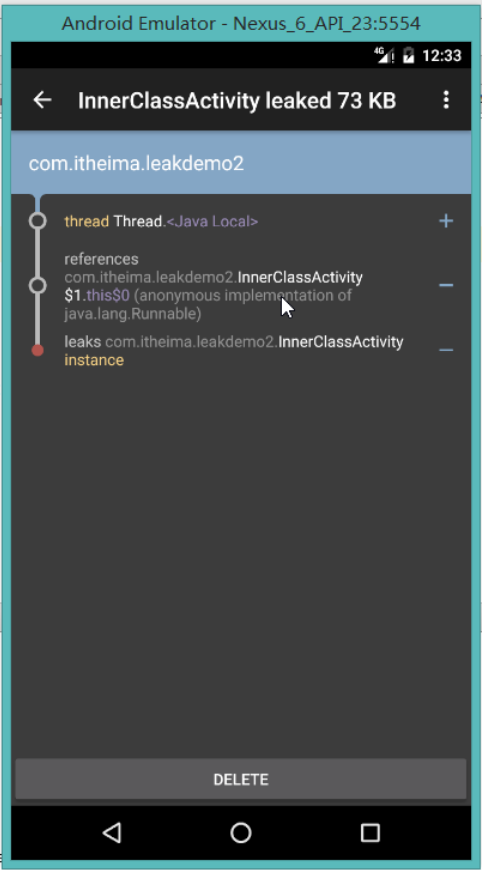 Android Emulator - Nexus_6_API_23:5554
4G 12:33
InnerClassActivity leaked 73 KB
com.itheima.leakdemo2
thread Thread.<Java Local>
references
com.itheima.leakdemo2.InnerClassActivity
$1.this$0 (anonymous implementation of
java.lang.Runnable)
leaks com.itheima.leakdemo2.InnerClassActivity
instance
DELETE